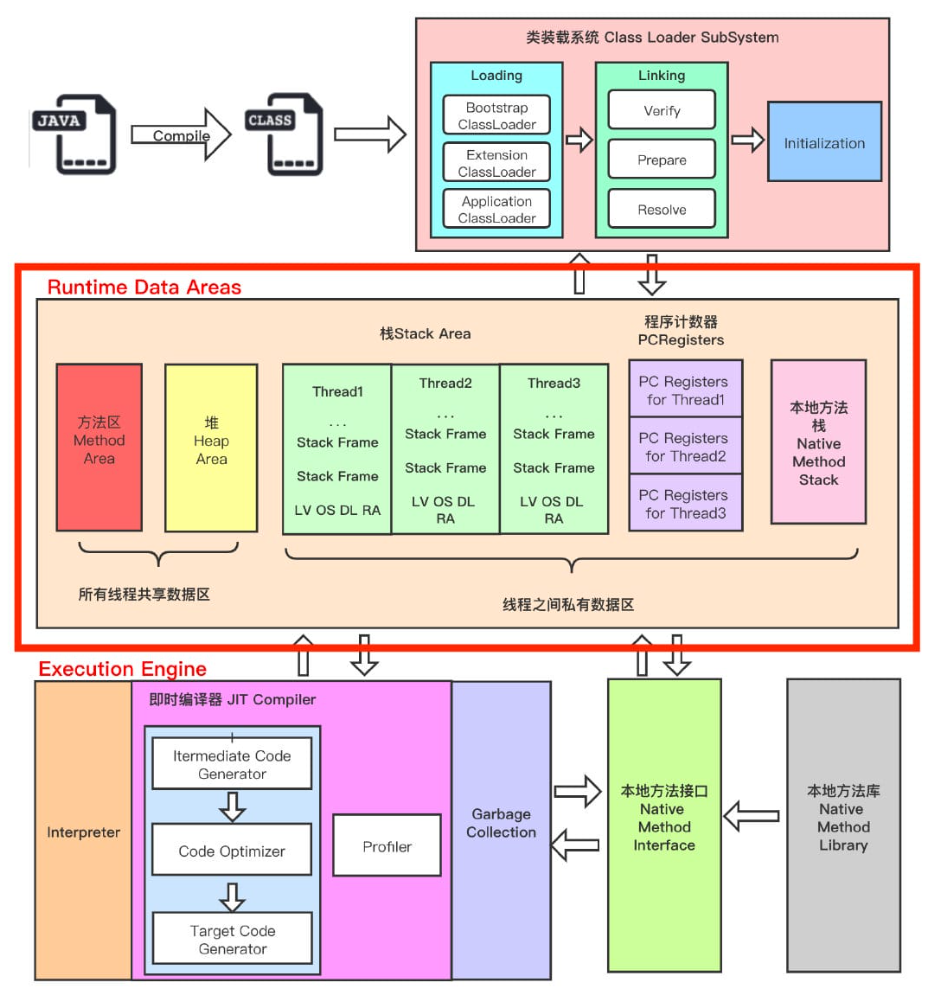 类装载系统 Class Loader SubSystem
Loading
Bootstrap
ClassLoader
Extension
ClassLoader
Application
ClassLoader
Linking
Verify
Prepare
Resolve
Initialization
JAVA
Compile
CLASS
Runtime Data Areas
栈Stack Area
程序计数器
PCRegisters
方法区
Method
Area
堆
Heap
Area
Thread1
...
Stack Frame
Stack Frame
LV OS DL RA
Thread2
...
Stack Frame
Stack Frame
LV OS DL
RA
Thread3
...
Stack Frame
Stack Frame
LV OS DL
RA
PC Registers
for Thread1
PC Registers
for Thread2
PC Registers
for Thread3
本地方法
栈
Native
Method
Stack
所有线程共享数据区
线程之间私有数据区
Execution Engine
Interpreter
即时编译器 JIT Compiler
Itermediate Code
Generator
Code Optimizer
Target Code
Generator
Profiler
Garbage
Collection
本地方法接口
Native
Method
Interface
本地方法库
Native
Method
Library